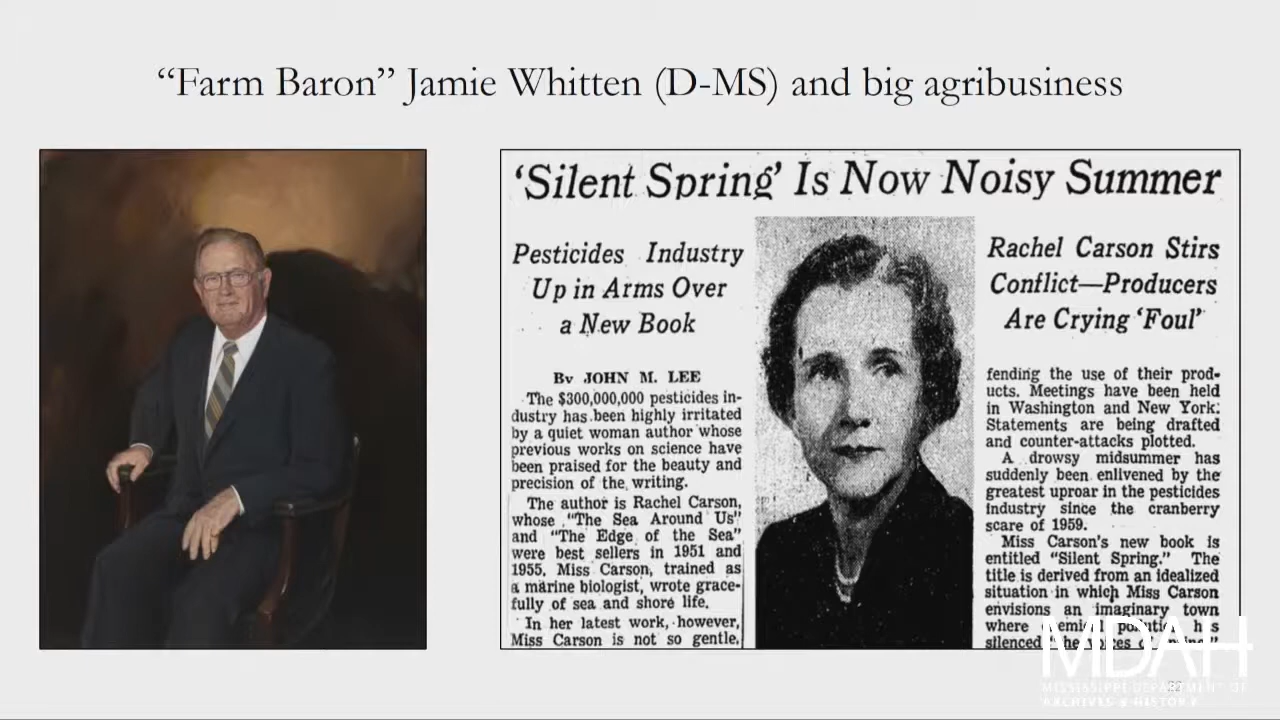 “Farm Baron” Jamie Whitten (D-MS) and big agribusiness
‘Silent Spring’ Is Now Noisy Summer
Pesticides Industry
Up in Arms Over
a New Book
By JOHN M. LEE
The $300,000,000 pesticides in-
dustry has been highly irritated
by a quiet woman author whose
previous works on science have
been praised for the beauty and
precision of the writing.
The author is Rachel Carson,
whose “The Sea Around Us”
and “The Edge of the Sea”
were best sellers in 1951 and
1955. Miss Carson, trained as
a marine biologist, wrote grace-
fully of sea and shore life.
In her latest work, however,
Miss Carson is not so gentle.
Rachel Carson Stirs
Conflict—Producers
Are Crying ‘Foul’
fending the use of their prod-
ucts. Meetings have been held
in Washington and New York.
Statements are being drafted
and counter-attacks plotted.
A drowsy midsummer has
suddenly been enlivened by the
greatest uproar in the pesticides
industry since the cranberry
scare of 1959.
Miss Carson's new book is
entitled “Silent Spring.” The
title is derived from an idealized
situation in which Miss Carson
envisions an imaginary town
where
silenced
MDAH
MISSISSIPPI DEPARTMENT OF
ARCHIVES & HISTORY